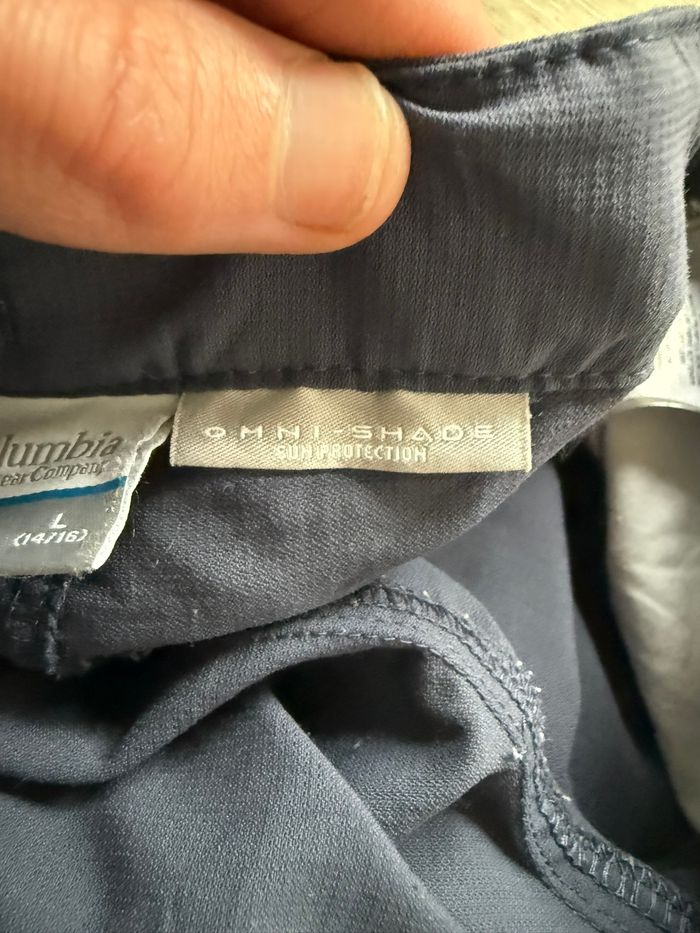 lumbia
ear Company
L
(14/16)
OMNI-SHADE
SUN PROTECTION